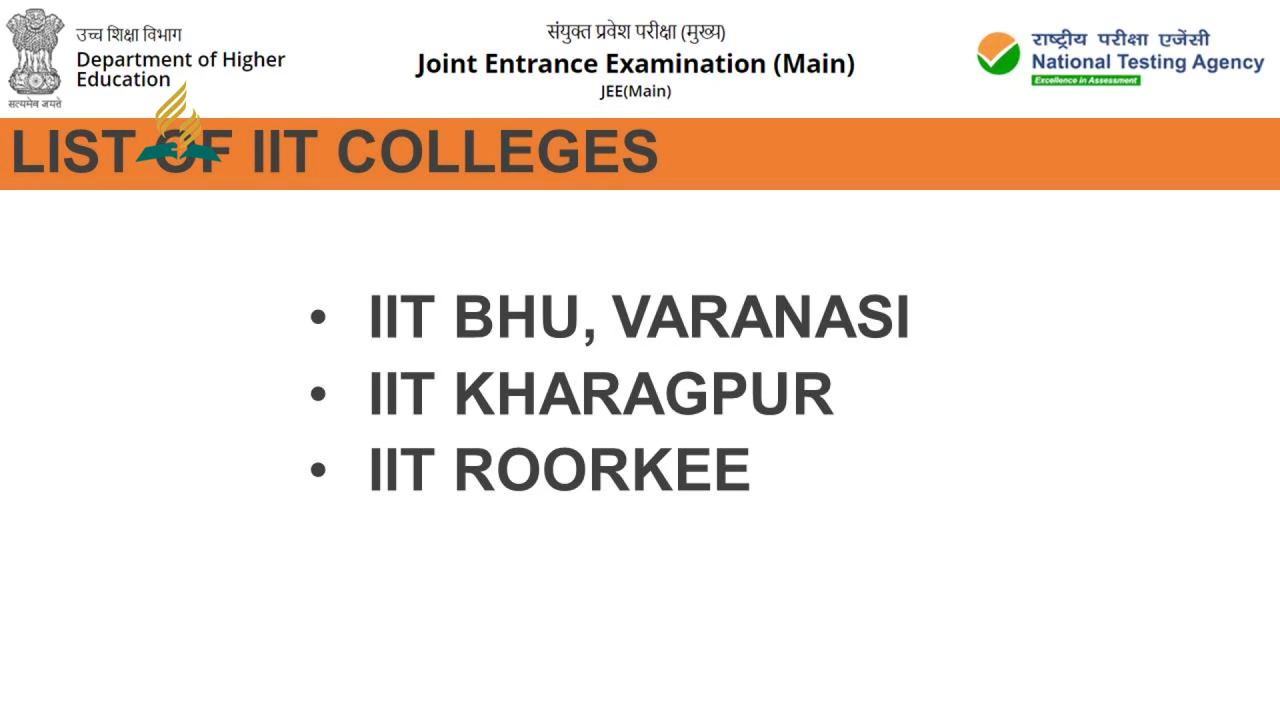 उच्च शिक्षा विभाग
Department of Higher
Education
सत्यमेव जयते
संयुक्त प्रवेश परीक्षा (मुख्य)
Joint Entrance Examination (Main)
JEE(Main)
राष्ट्रीय परीक्षा एजेंसी
National Testing Agency
Excellence in Assessment
LIST OF IIT COLLEGES
• IIT BHU, VARANASI
• IIT KHARAGPUR
• IIT ROORKEE